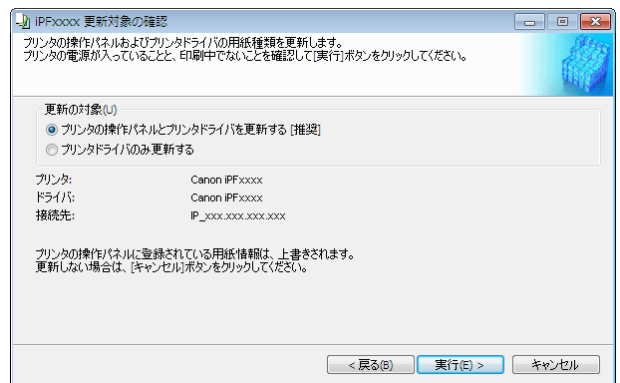 iPFxxxx 更新対象の確認
プリンタの操作パネルおよびプリンタドライバの用紙種類を更新します。
プリンタの電源が入っていることと、印刷中でないことを確認して[実行]ボタンをクリックしてください。
更新の対象(U)
プリンタの操作パネルとプリンタドライバを更新する [推奨]
プリンタドライバのみ更新する
プリンタ: Canon iPFxxxx
ドライバ: Canon iPFxxxx
接続先: IP_xxx.xxx.xxx.xxx
プリンタの操作パネルに登録されている用紙情報は、上書きされます。
更新しない場合は、[キャンセル]ボタンをクリックしてください。
< 戻る(B) 実行(E) > キャンセル